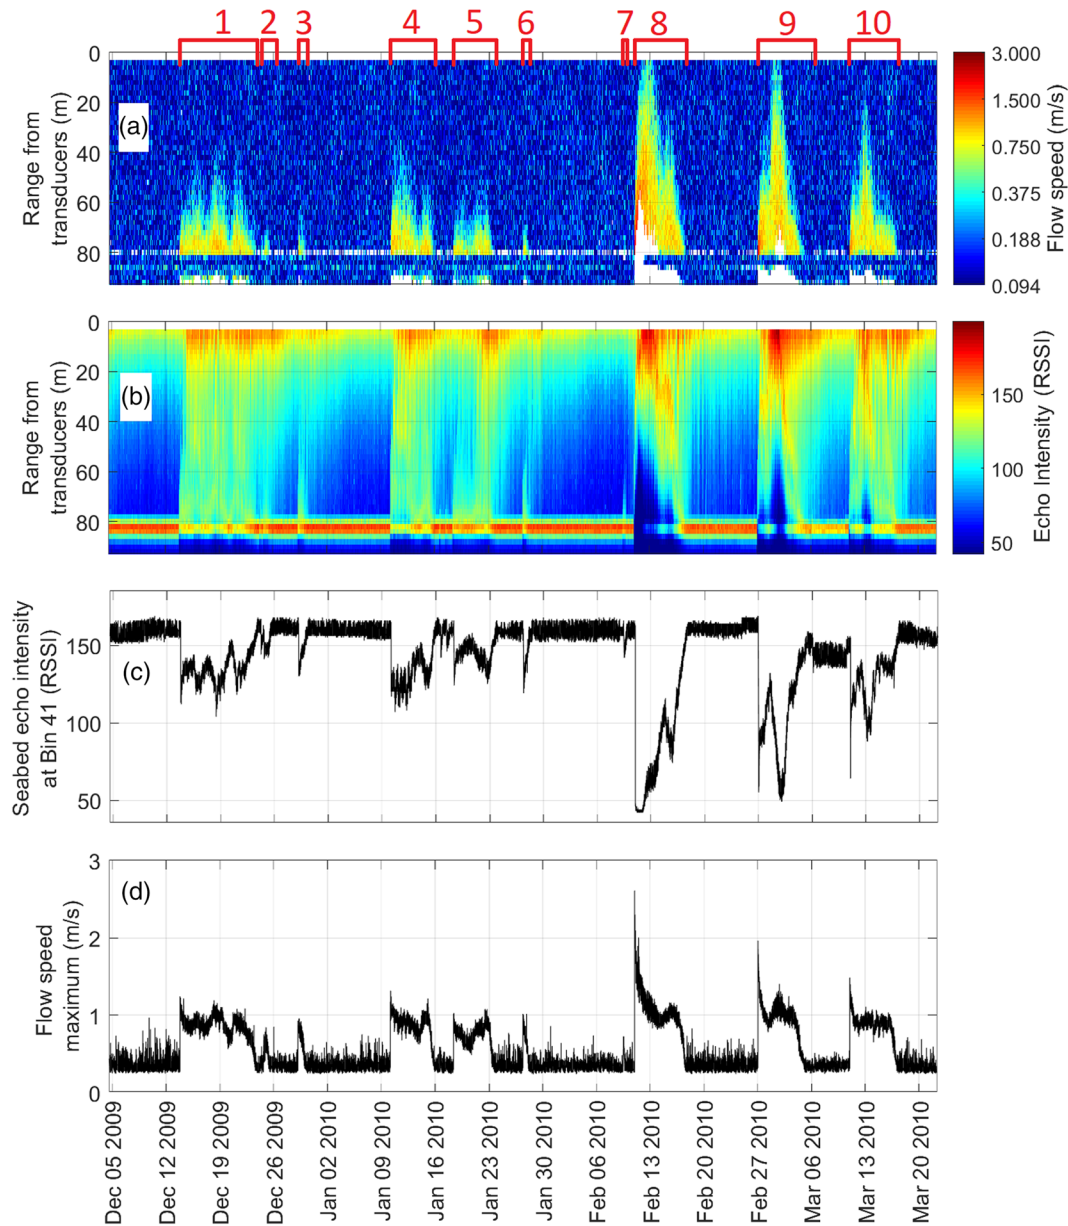 1 2 3 4 5 6 7 8 9 10
0
20
40
60
80
Range from
transducers (m)
(a)
3.000
1.500
0.750
0.375
0.188
0.094
Flow speed (m/s)
0
20
40
60
80
Range from
transducers (m)
(b)
150
100
50
Echo Intensity (RSSI)
150
100
50
Seabed echo intensity
at Bin 41 (RSSI)
(c)
3
2
1
0
Flow speed
maximum (m/s)
(d)
Dec 05 2009
Dec 12 2009
Dec 19 2009
Dec 26 2009
Jan 02 2010
Jan 09 2010
Jan 16 2010
Jan 23 2010
Jan 30 2010
Feb 06 2010
Feb 13 2010
Feb 20 2010
Feb 27 2010
Mar 06 2010
Mar 13 2010
Mar 20 2010